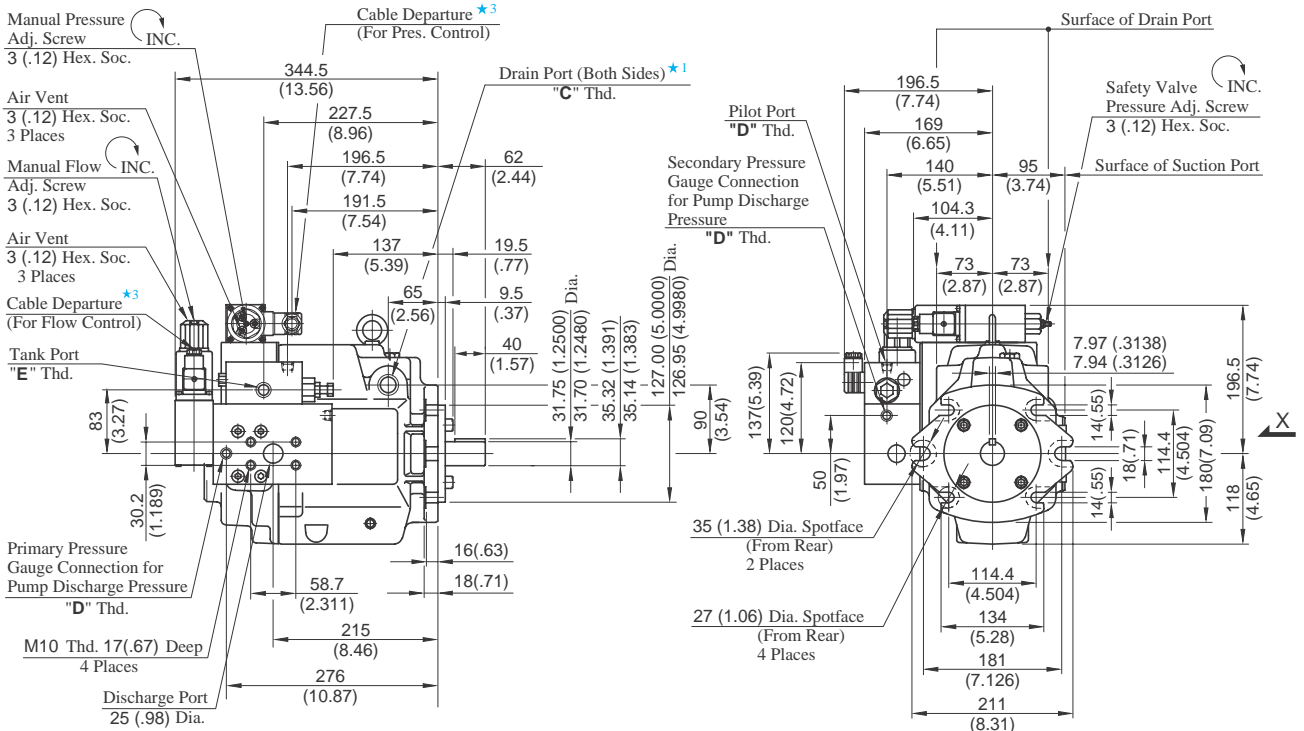 Manual Pressure
Adj. Screw
3 (.12) Hex. Soc.
INC.
Air Vent
3 (.12) Hex. Soc.
3 Places
Manual Flow
Adj. Screw
3 (.12) Hex. Soc.
INC.
Air Vent
3 (.12) Hex. Soc.
3 Places
Cable Departure ★3
(For Flow Control)
Tank Port
"E" Thd.
83
(3.27)
30.2
(1.189)
Primary Pressure
Gauge Connection for
Pump Discharge Pressure
"D" Thd.
M10 Thd. 17(.67) Deep
4 Places
Discharge Port
25 (.98) Dia.
Cable Departure ★3
(For Pres. Control)
Drain Port (Both Sides) ★1
"C" Thd.
344.5
(13.56)
227.5
(8.96)
196.5
(7.74)
62
(2.44)
191.5
(7.54)
137
(5.39)
19.5
(.77)
65
(2.56)
9.5
(.37)
40
(1.57)
31.75 (1.2500)
31.70 (1.2480) Dia.
35.32 (1.391)
35.14 (1.383)
127.00 (5.0000)
126.95 (4.9980) Dia.
16(.63)
18(.71)
58.7
(2.311)
215
(8.46)
276
(10.87)
Surface of Drain Port
196.5
(7.74)
Safety Valve
Pressure Adj. Screw
3 (.12) Hex. Soc.
INC.
Pilot Port
"D" Thd.
169
(6.65)
Secondary Pressure
Gauge Connection
for Pump Discharge
Pressure
"D" Thd.
140
(5.51)
95
(3.74)
Surface of Suction Port
104.3
(4.11)
73
(2.87)
73
(2.87)
7.97 (.3138)
7.94 (.3126)
196.5
(7.74)
90
(3.54)
137(5.39)
120(4.72)
50
(1.97)
14(.55)
18(.71)
14(.55)
114.4
(4.504)
180(7.09)
118
(4.65)
X
35 (1.38) Dia. Spotface
(From Rear)
2 Places
27 (1.06) Dia. Spotface
(From Rear)
4 Places
114.4
(4.504)
134
(5.28)
181
(7.126)
211
(8.31)